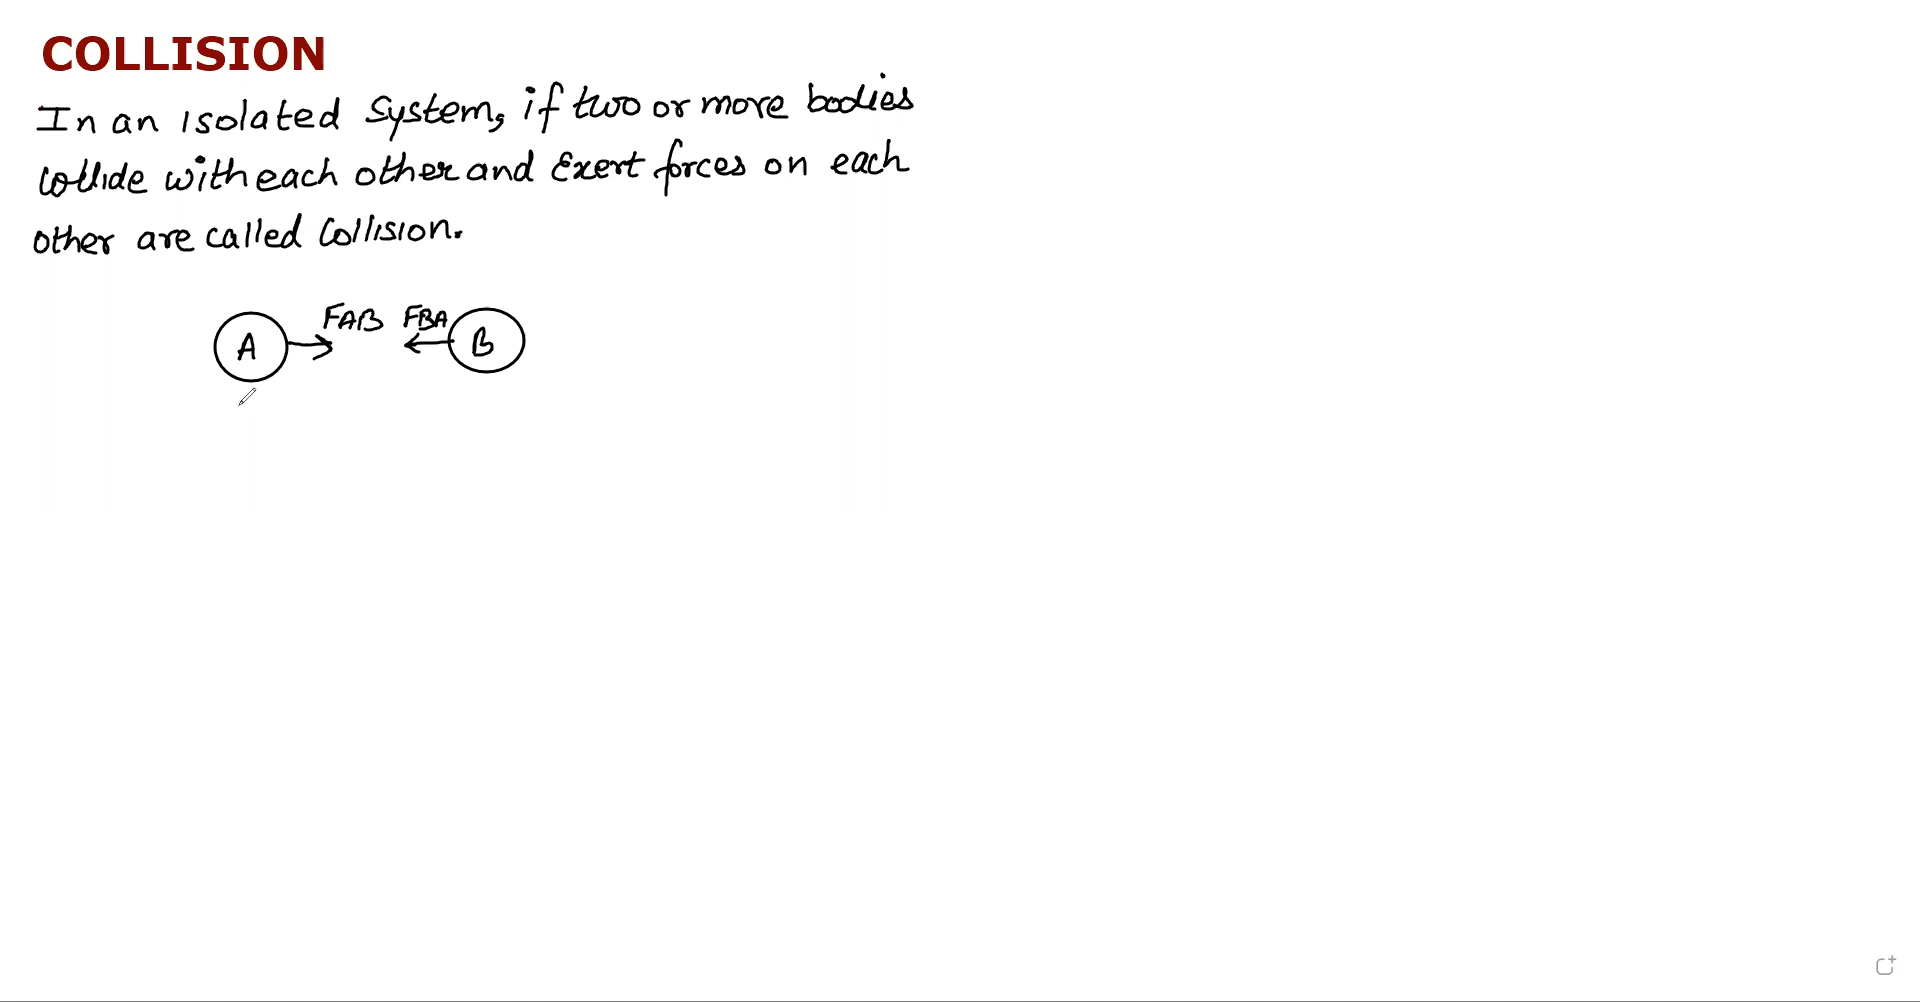 COLLISION
In an isolated system, if two or more bodies
collide with each other and Exert forces on each
other are called Collision.
A FAB FBA B